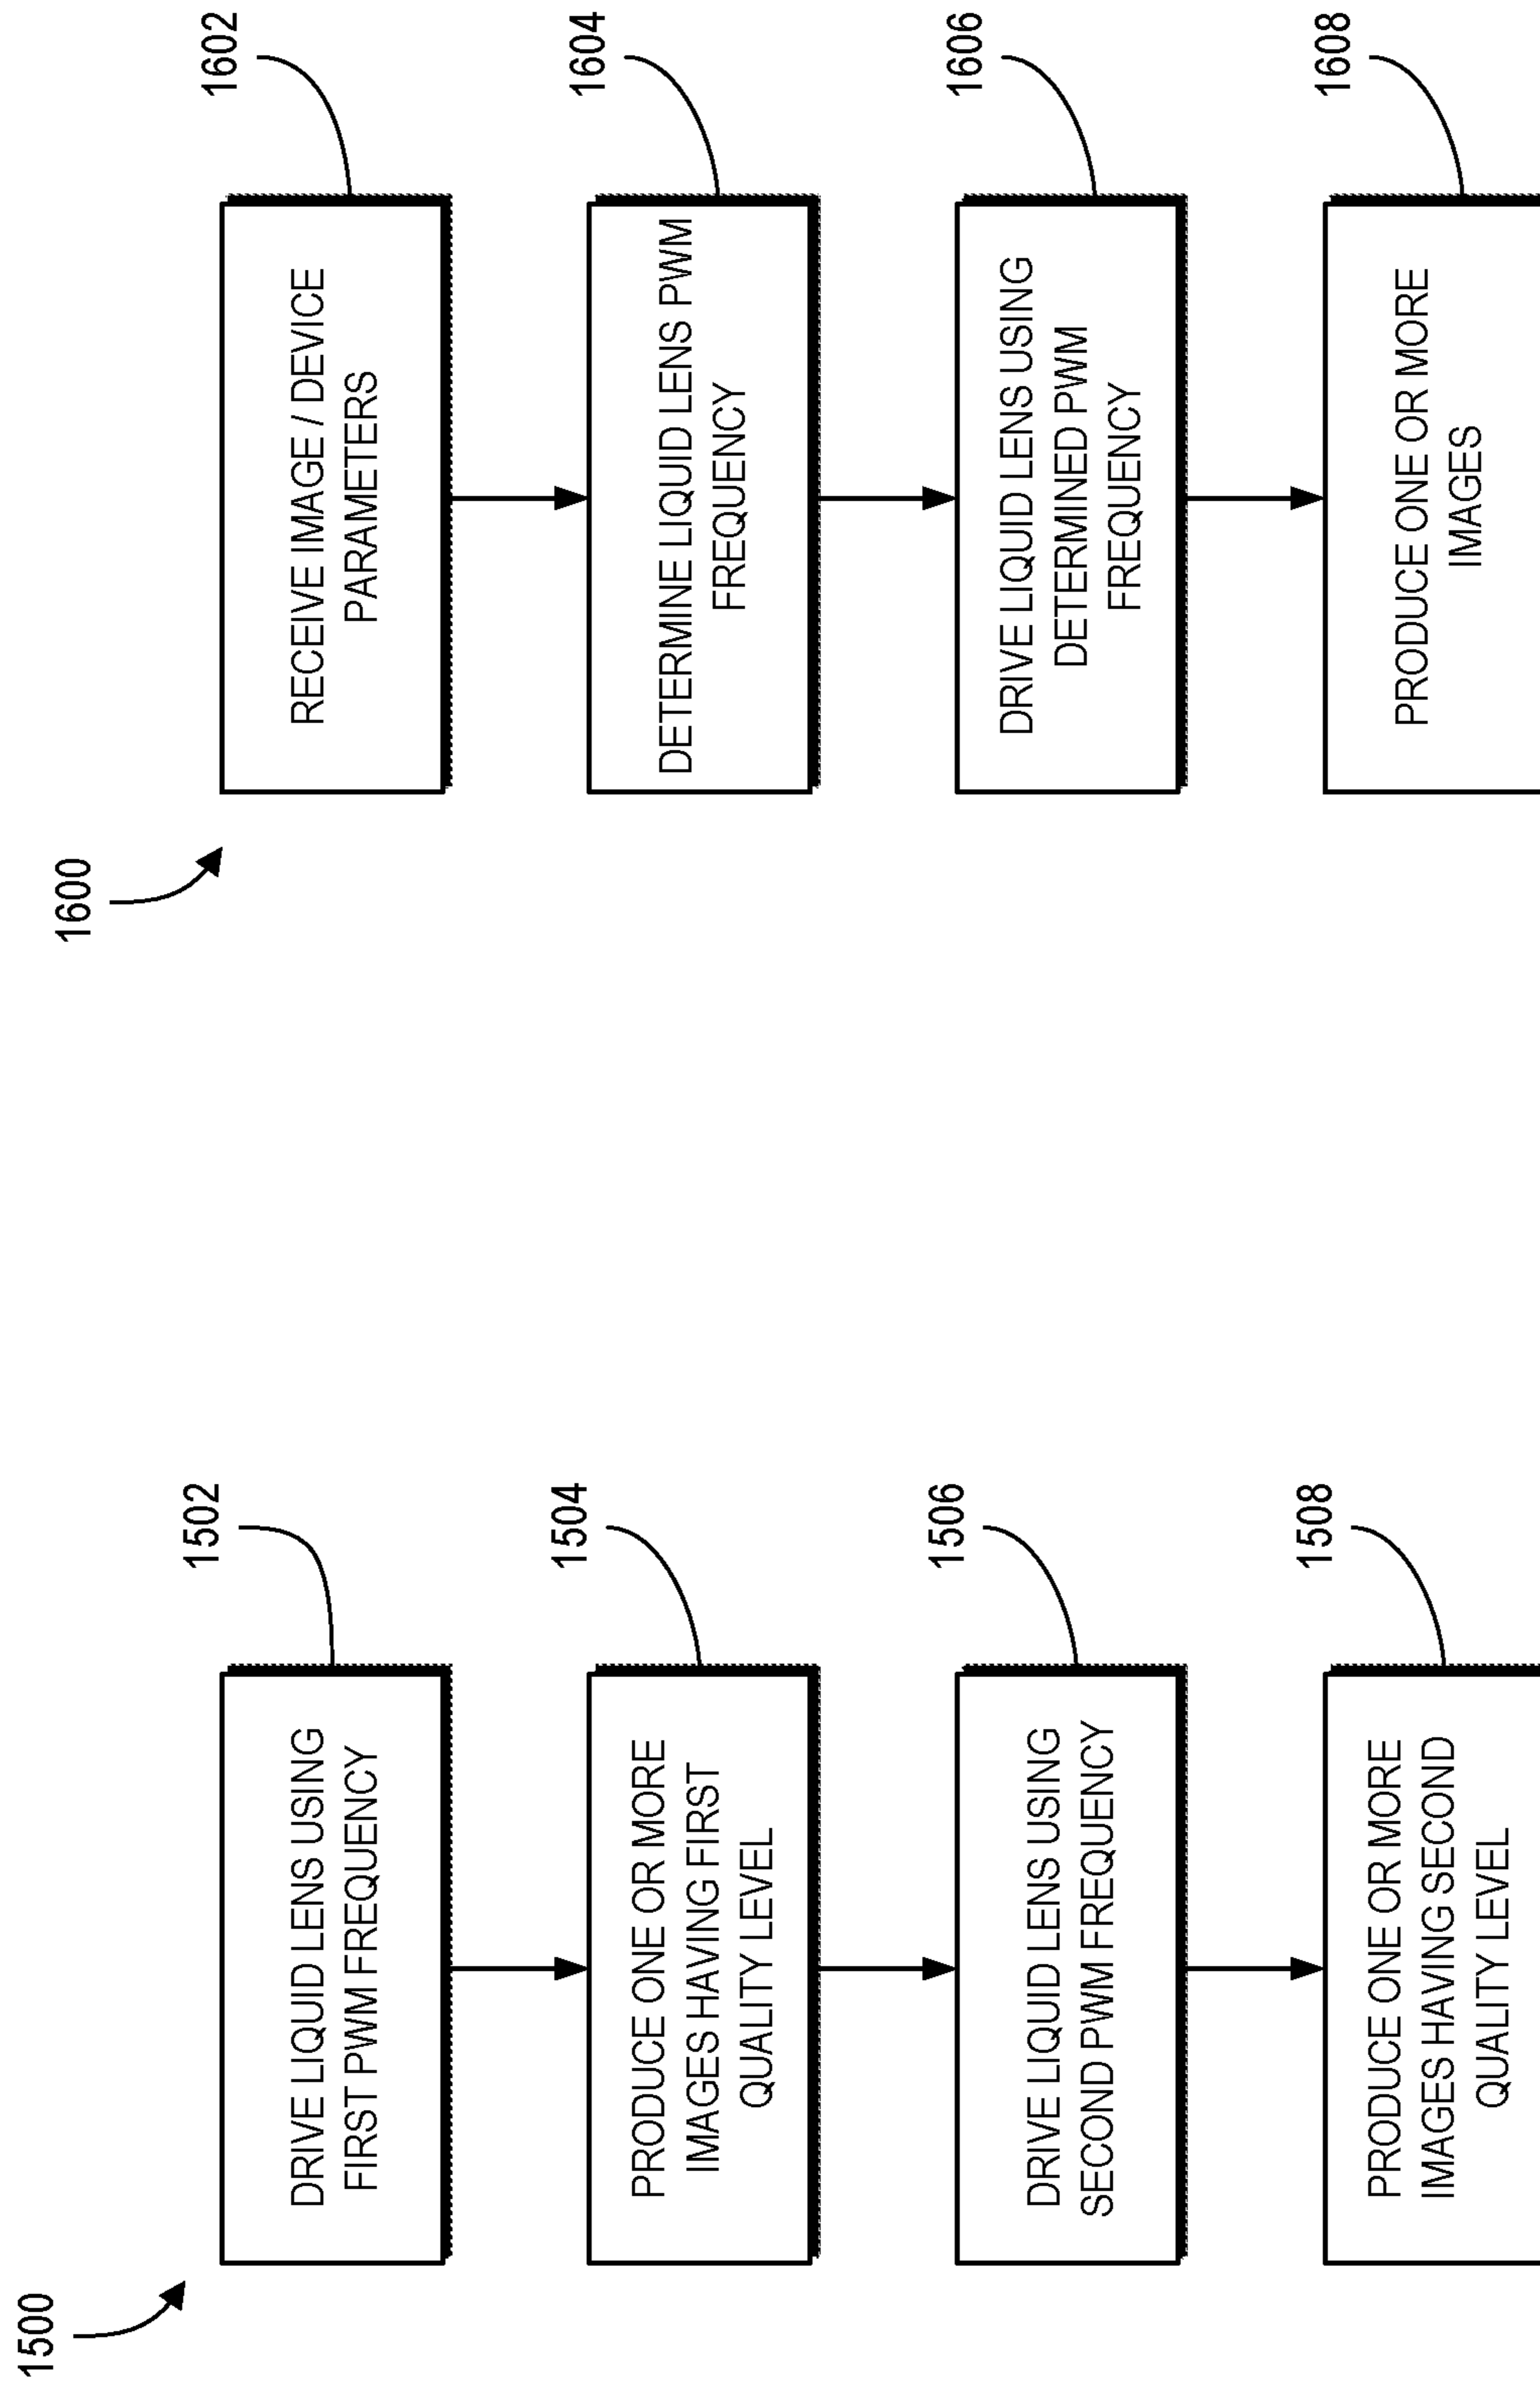 1500
DRIVE LIQUID LENS USING
FIRST PWM FREQUENCY
1502
PRODUCE ONE OR MORE
IMAGES HAVING FIRST
QUALITY LEVEL
1504
DRIVE LIQUID LENS USING
SECOND PWM FREQUENCY
1506
PRODUCE ONE OR MORE
IMAGES HAVING SECOND
QUALITY LEVEL
1508
1600
RECEIVE IMAGE / DEVICE
PARAMETERS
1602
DETERMINE LIQUID LENS PWM
FREQUENCY
1604
DRIVE LIQUID LENS USING
DETERMINED PWM
FREQUENCY
1606
PRODUCE ONE OR MORE
IMAGES
1608